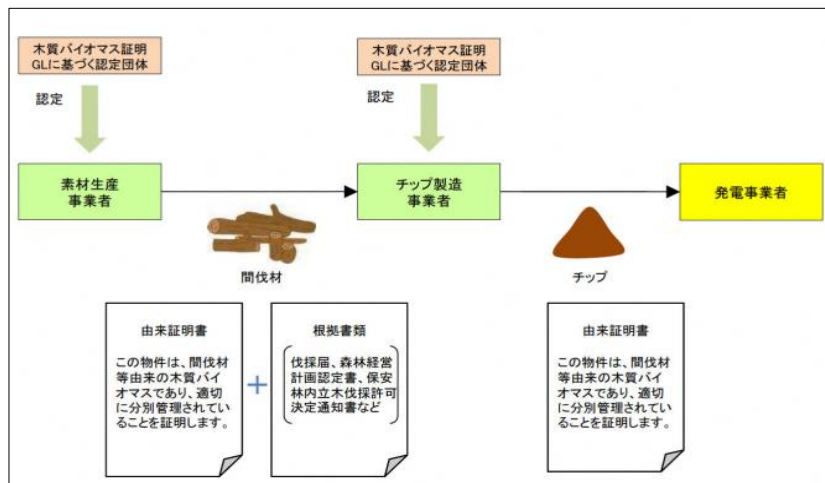 木質バイオマス証明
GLに基づく認定団体
木質バイオマス証明
GLに基づく認定団体
認定
認定
素材生産
事業者
チップ製造
事業者
発電事業者
間伐材
チップ
由来証明書
この物件は、間伐材
等由来の木質バイ
オマスであり、適切
に分別管理されてい
ることを証明します。
+
根拠書類
伐採届、森林経営
計画認定書、保安
林内立木伐採許可
決定通知書など
由来証明書
この物件は、間伐材
等由来の木質バイ
オマスであり、適切
に分別管理されてい
ることを証明します。